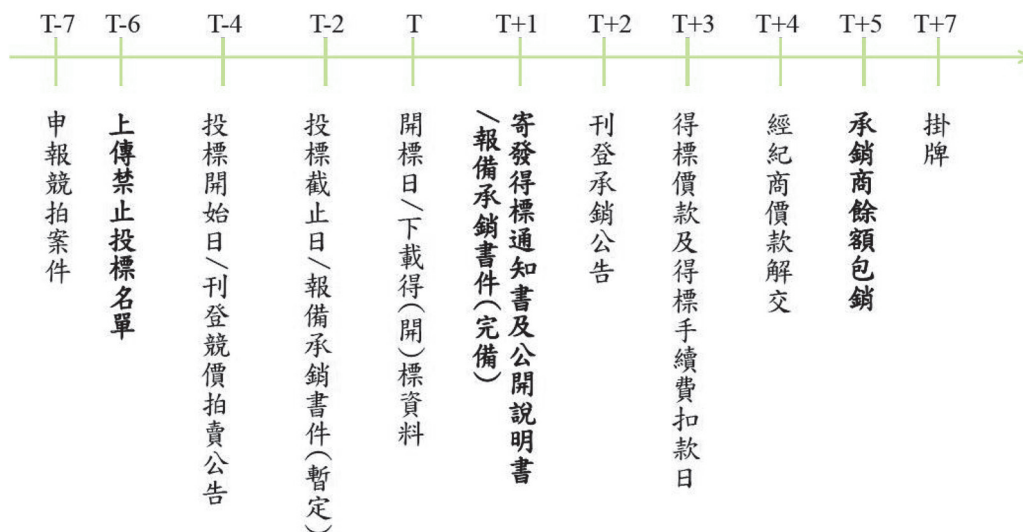 T-7
T-6
T-4
T-2
T
T+1
T+2
T+3
T+4
T+5
T+7
申報競拍案件
上傳禁止投標名單
投標開始日/刊登競價拍賣公告
投標截止日/報備承銷書件(暫定)
開標日/下載得(開)標資料
寄發得標通知書及公開說明書
/報備承銷書件(完備)
刊登承銷公告
得標價款及得標手續費扣款日
經紀商價款解交
承銷商餘額包銷
掛牌